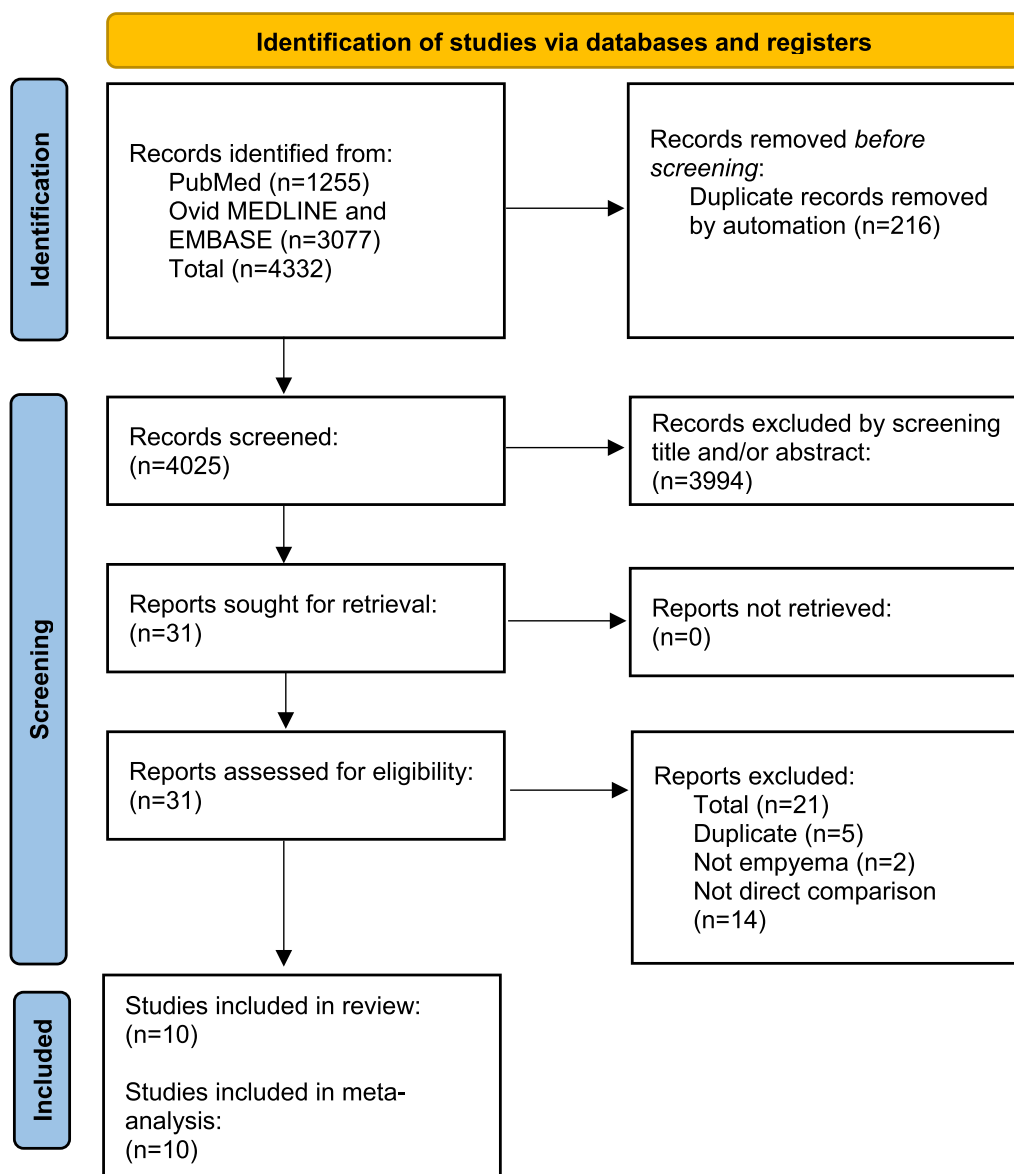 Identification of studies via databases and registers
Identification
Records identified from:
PubMed (n=1255)
Ovid MEDLINE and
EMBASE (n=3077)
Total (n=4332)
Records removed before
screening:
Duplicate records removed
by automation (n=216)
Screening
Records screened:
(n=4025)
Records excluded by screening
title and/or abstract:
(n=3994)
Reports sought for retrieval:
(n=31)
Reports not retrieved:
(n=0)
Reports assessed for eligibility:
(n=31)
Reports excluded:
Total (n=21)
Duplicate (n=5)
Not empyema (n=2)
Not direct comparison
(n=14)
Included
Studies included in review:
(n=10)
Studies included in meta-
analysis:
(n=10)